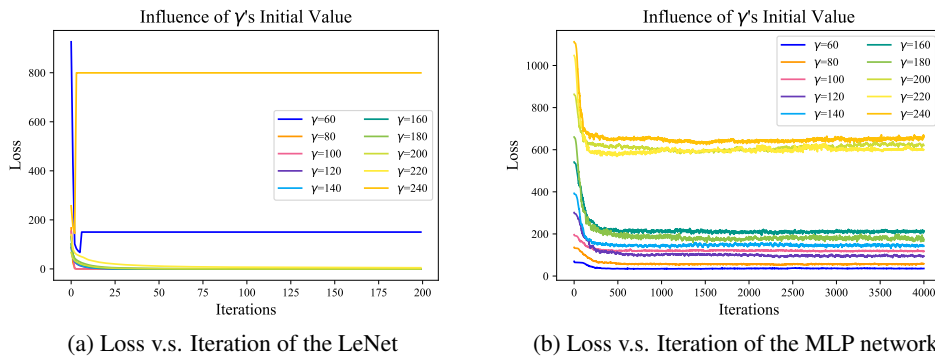 Influence of γ's Initial Value
800
600
400
200
0
Loss
γ=60
γ=80
γ=100
γ=120
γ=140
γ=160
γ=180
γ=200
γ=220
γ=240
0
25
50
75
100
125
150
175
200
Iterations
(a) Loss v.s. Iteration of the LeNet
Influence of γ's Initial Value
1000
800
600
400
200
0
Loss
γ=60
γ=80
γ=100
γ=120
γ=140
γ=160
γ=180
γ=200
γ=220
γ=240
0
500
1000
1500
2000
2500
3000
3500
4000
Iterations
(b) Loss v.s. Iteration of the MLP network